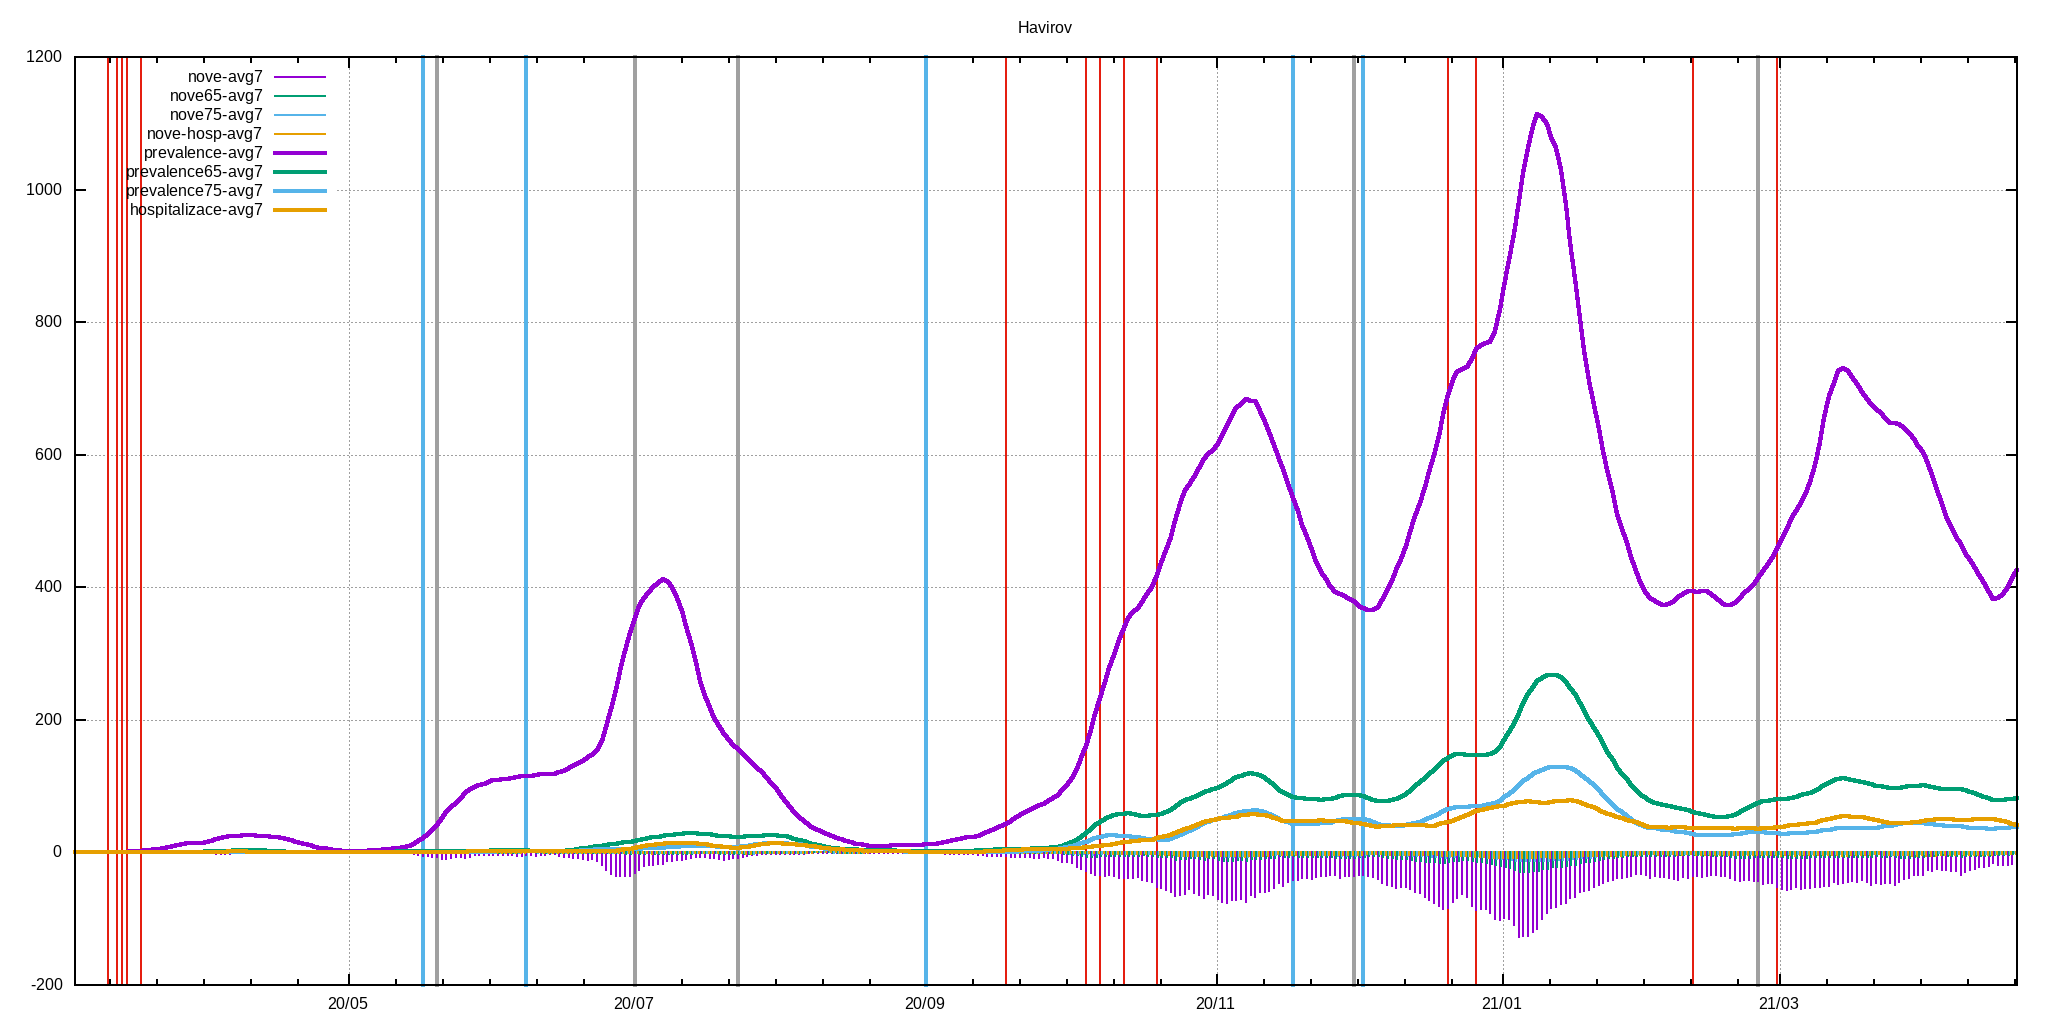 Havirov
1200
1000
800
600
400
200
0
-200
nove-avg7
nove65-avg7
nove75-avg7
nove-hosp-avg7
prevalence-avg7
prevalence65-avg7
prevalence75-avg7
hospitalizace-avg7
20/05 20/07 20/09 20/11 21/01 21/03